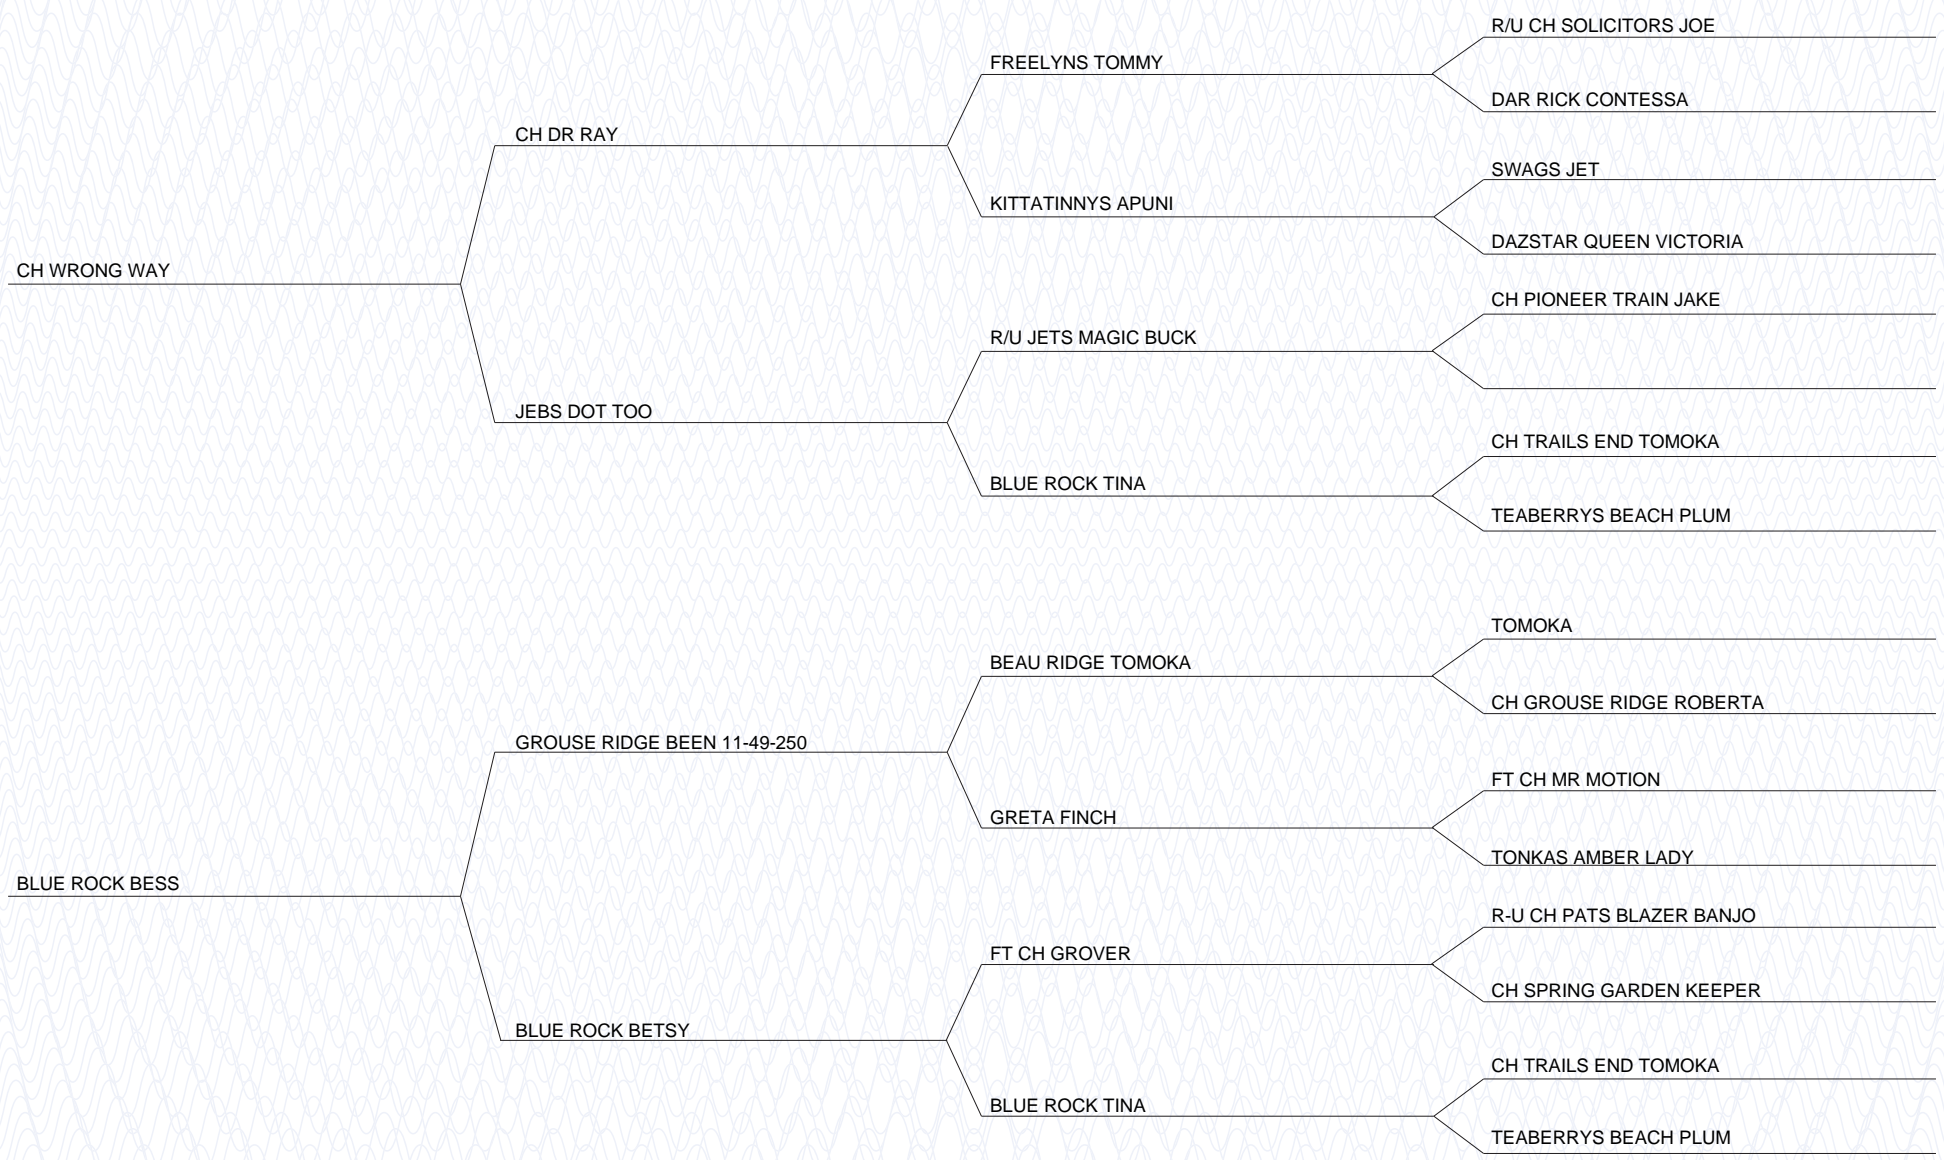 R/U CH SOLICITORS JOE
FREELYNS TOMMY
DAR RICK CONTESSA
CH DR RAY
SWAGS JET
KITTATINNYS APUNI
DAZSTAR QUEEN VICTORIA
CH WRONG WAY
CH PIONEER TRAIN JAKE
R/U JETS MAGIC BUCK
JEBS DOT TOO
CH TRAILS END TOMOKA
BLUE ROCK TINA
TEABERRYS BEACH PLUM
TOMOKA
BEAU RIDGE TOMOKA
CH GROUSE RIDGE ROBERTA
GROUSE RIDGE BEEN 11-49-250
FT CH MR MOTION
GRETA FINCH
TONKAS AMBER LADY
BLUE ROCK BESS
R-U CH PATS BLAZER BANJO
FT CH GROVER
CH SPRING GARDEN KEEPER
BLUE ROCK BETSY
CH TRAILS END TOMOKA
BLUE ROCK TINA
TEABERRYS BEACH PLUM